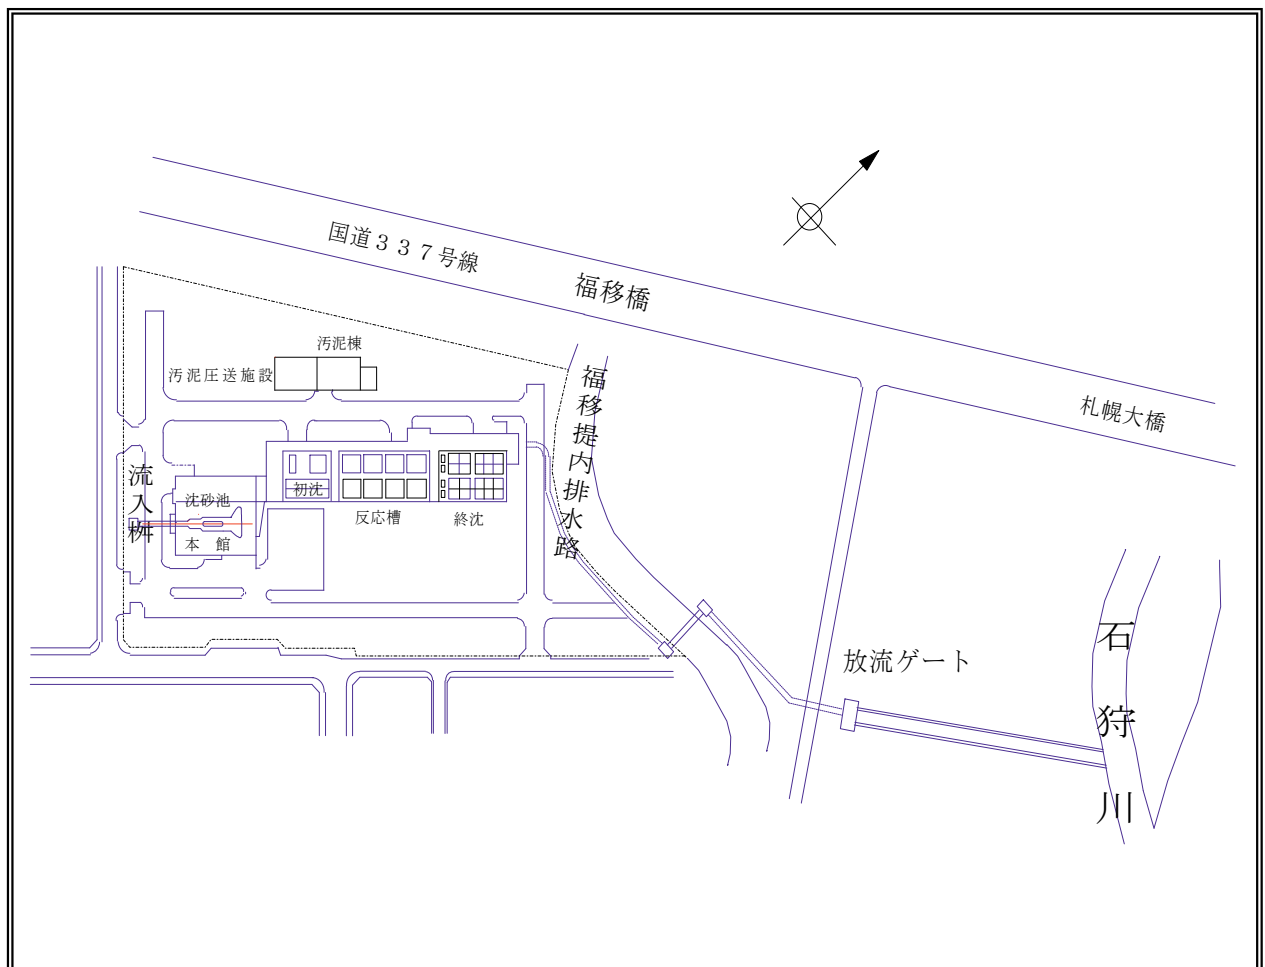 国道３３７号線
福移橋
札幌大橋
汚泥棟
汚泥圧送施設
福移提内排水路
流入桝
沈砂池
本　館
初沈
反応槽
終沈
放流ゲート
石狩川